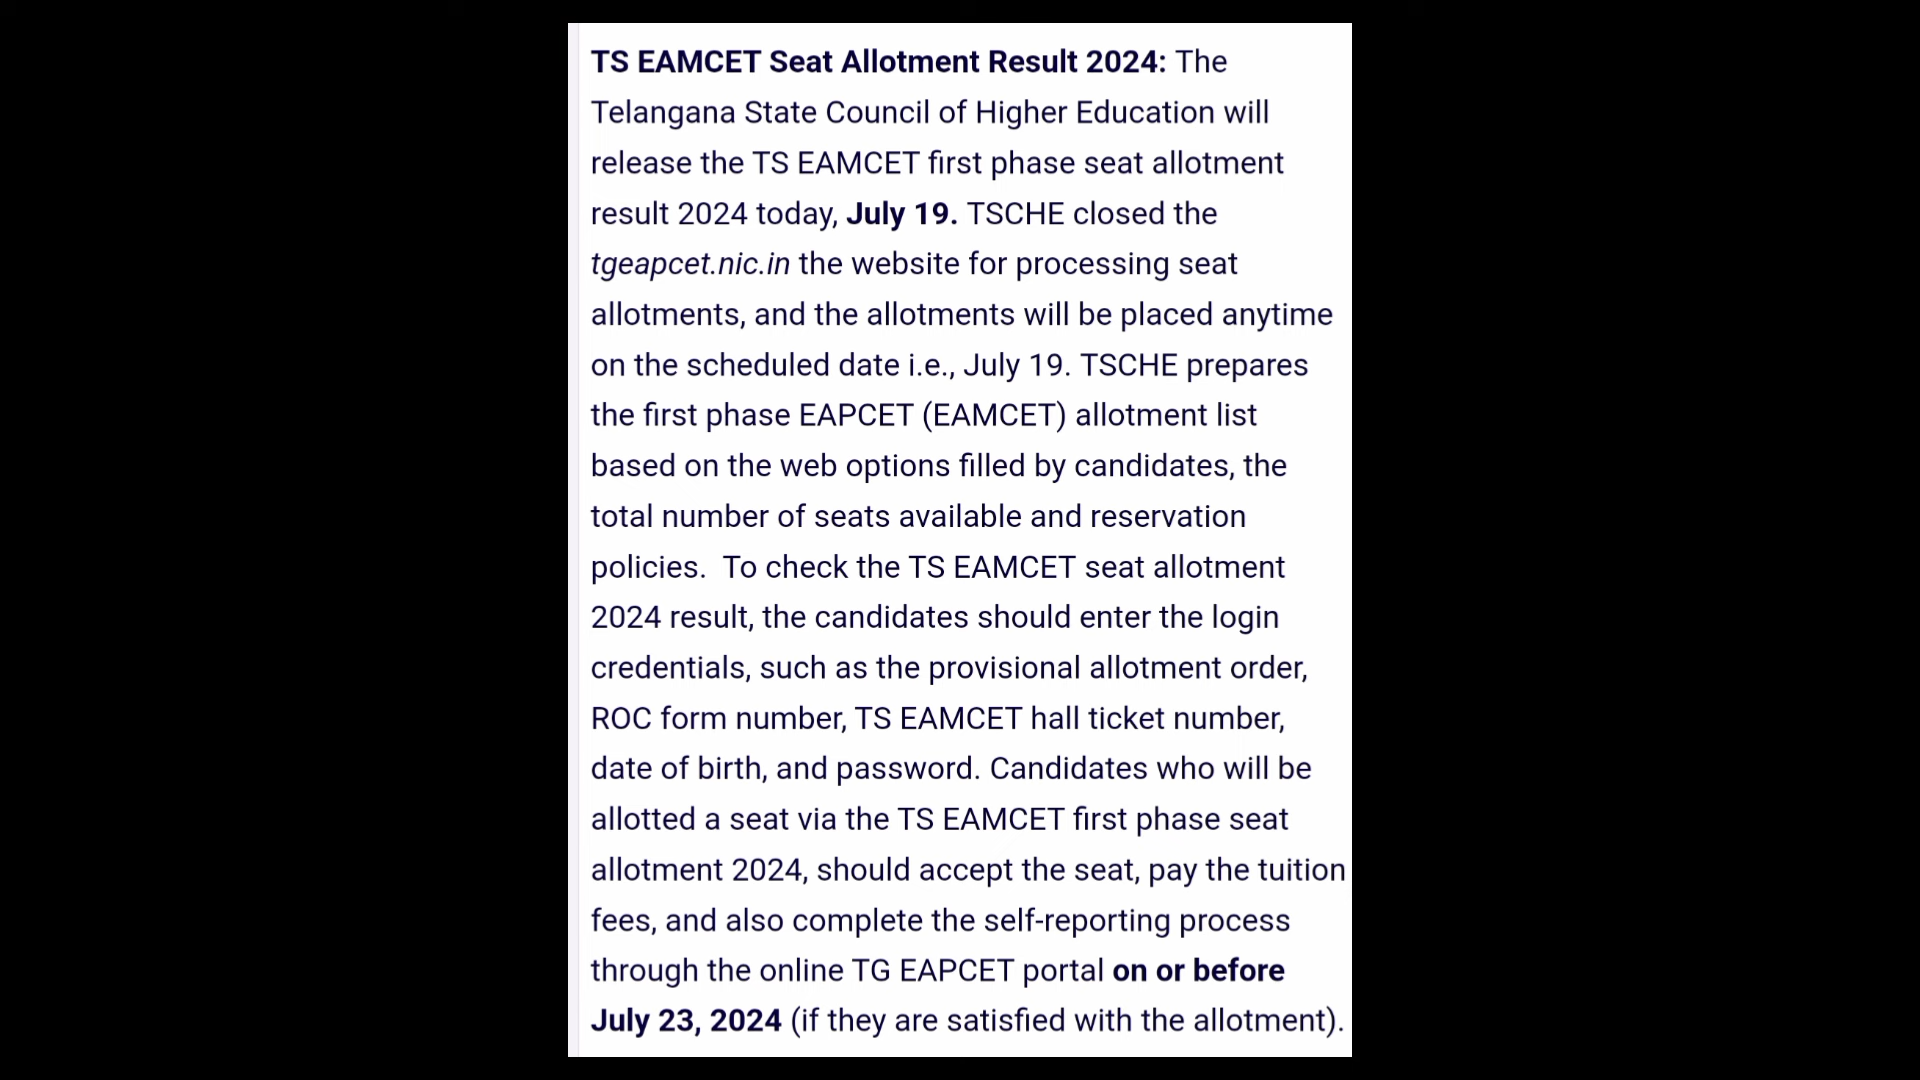 TS EAMCET Seat Allotment Result 2024: The
Telangana State Council of Higher Education will
release the TS EAMCET first phase seat allotment
result 2024 today, July 19. TSCHE closed the
tgeapcet.nic.in the website for processing seat
allotments, and the allotments will be placed anytime
on the scheduled date i.e., July 19. TSCHE prepares
the first phase EAPCET (EAMCET) allotment list
based on the web options filled by candidates, the
total number of seats available and reservation
policies.  To check the TS EAMCET seat allotment
2024 result, the candidates should enter the login
credentials, such as the provisional allotment order,
ROC form number, TS EAMCET hall ticket number,
date of birth, and password. Candidates who will be
allotted a seat via the TS EAMCET first phase seat
allotment 2024, should accept the seat, pay the tuition
fees, and also complete the self-reporting process
through the online TG EAPCET portal on or before
July 23, 2024 (if they are satisfied with the allotment).